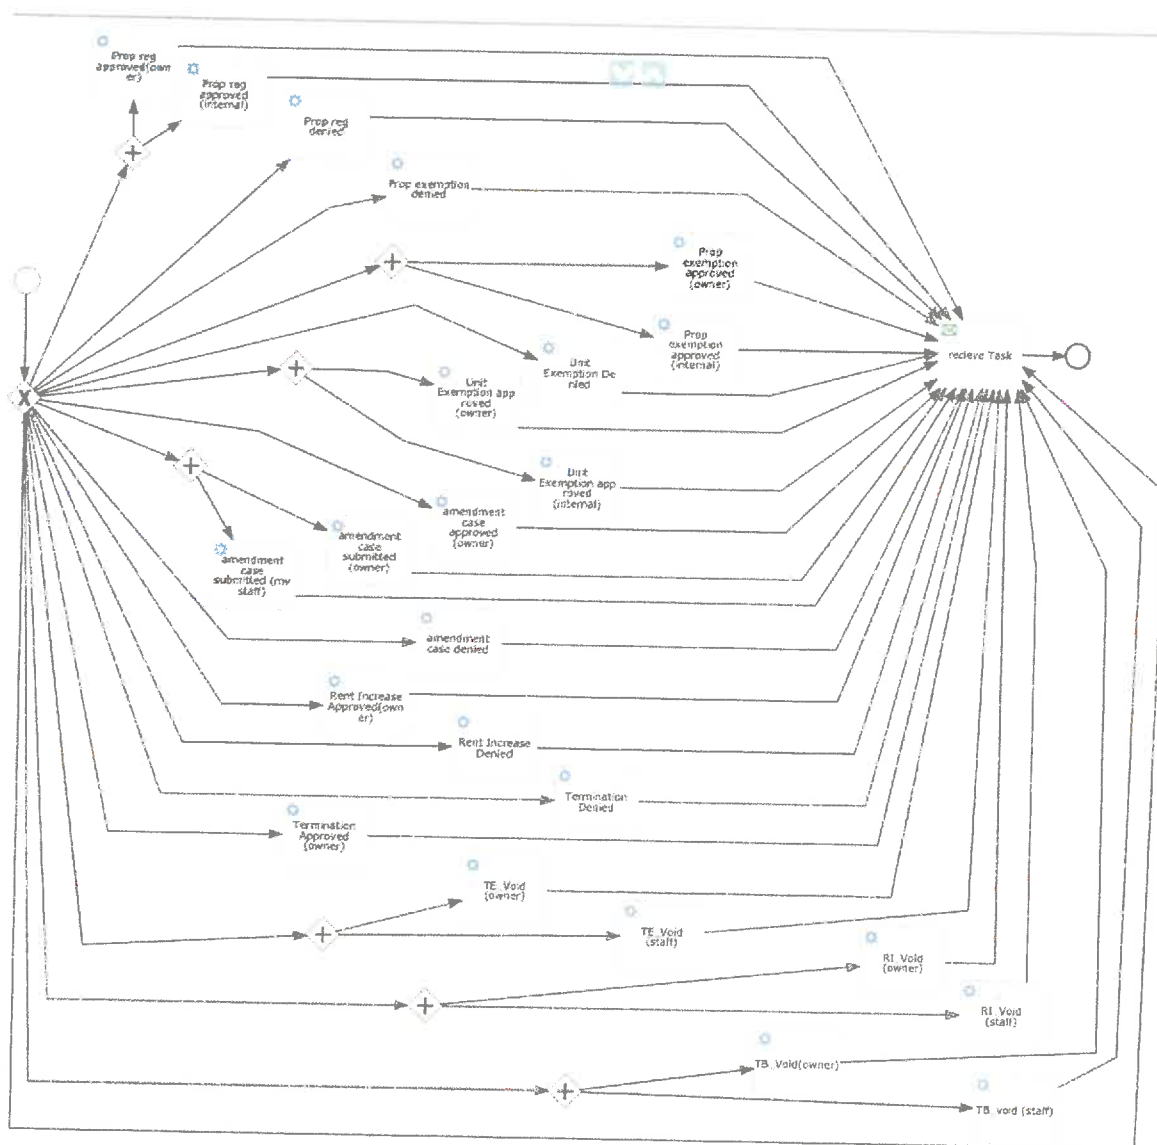 Prop reg
approved(own
er)
Prop reg
approved
(internal)
Prop reg
denied
Prop exemption
denied
Prop
exemption
approved
(owner)
Prop
exemption
approved
(internal)
recieve Task
Unit
Exemption De
nied
Unit
Exemption app
roved
(owner)
X
Unit
Exemption app
roved
(internal)
amendment
case
approved
(owner)
amendment
case
submitted
(owner)
amendment
case
submitted (mv
staff)
amendment
case denied
Rent Increase
Approved(own
er)
Rent Increase
Denied
Termination
Denied
Termination
Approved
(owner)
TE_Void
(owner)
TE_Void
(staff)
RI_Void
(owner)
RI_Void
(staff)
TB_Void(owner)
TB_void (staff)